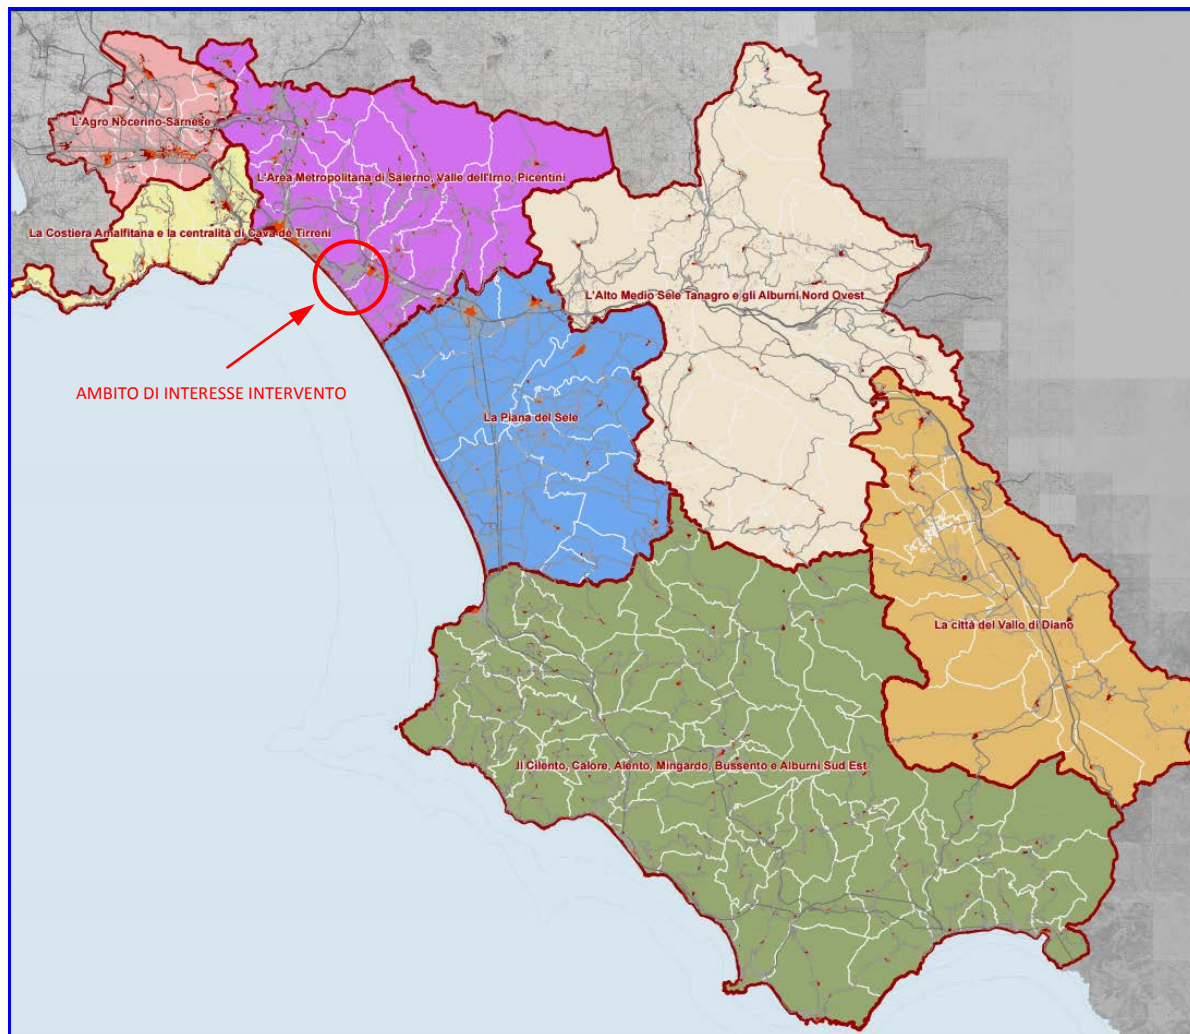 L'Agro Nocerino-Sarnese
L'Area Metropolitana di Salerno, Valle dell'Irno, Picentini
La Costiera Amalfitana e la centralità di Cava de Tirreni
L'Alto Medio Sele Tanagro e gli Alburni Nord Ovest
AMBITO DI INTERESSE INTERVENTO
La Piana del Sele
La città del Vallo di Diano
Il Cilento, Calore, Alento, Mingardo, Bussento e Alburni Sud Est